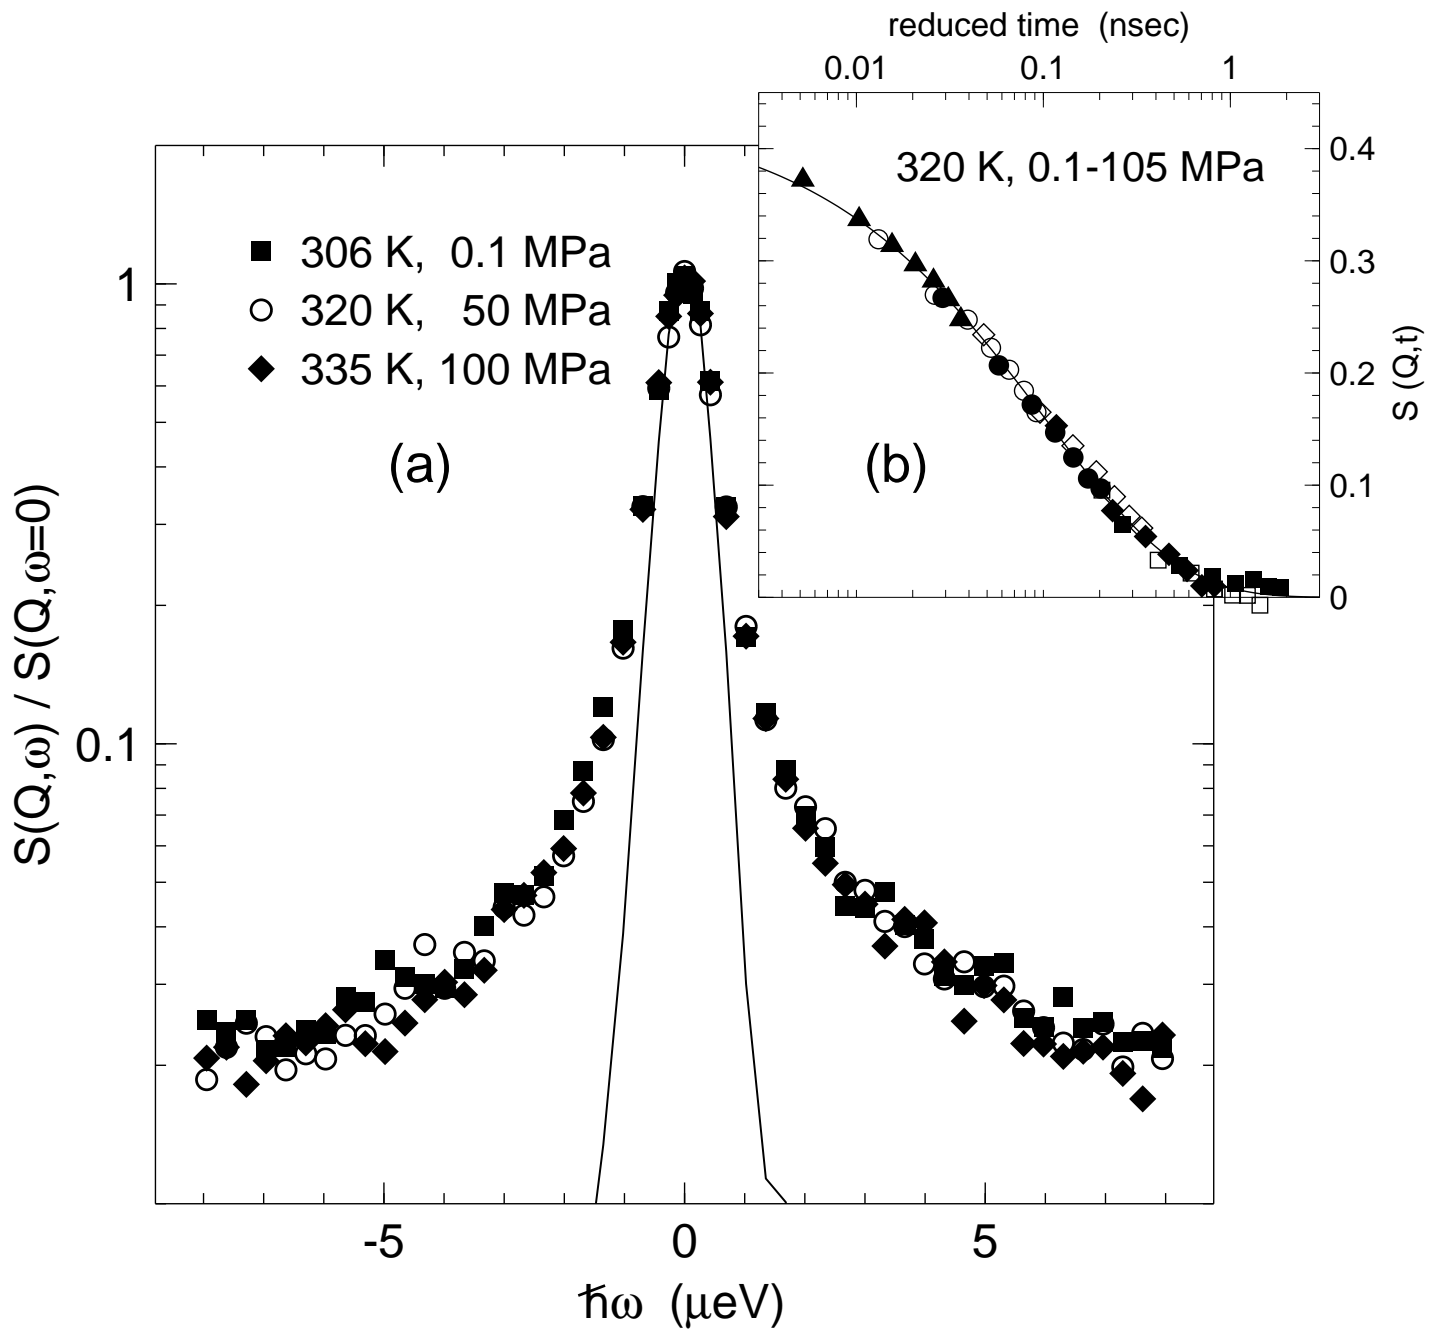 reduced time (nsec)
0.01 0.1 1
320 K, 0.1-105 MPa
0.4
0.3
0.2
0.1
0
S (Q,t)
(b)
306 K, 0.1 MPa
320 K, 50 MPa
335 K, 100 MPa
(a)
1
0.1
S(Q,ω) / S(Q,ω=0)
-5 0 5
ħω (μeV)